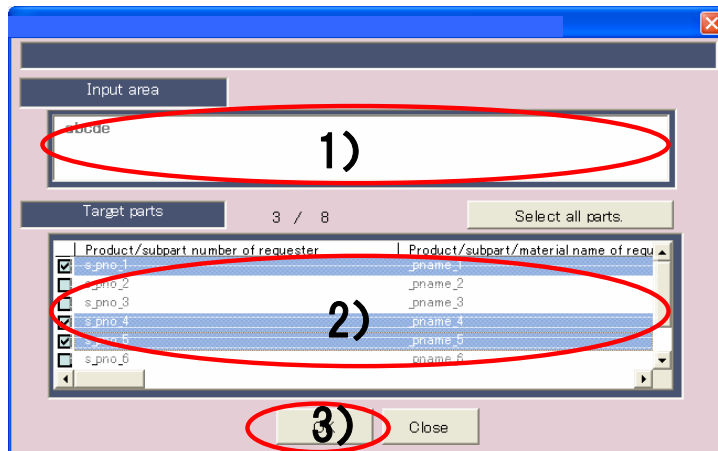 Input area
abcde
1)
Target parts
3 / 8
Select all parts.
Product/subpart number of requester Product/subpart/material name of requ
s_pno_1 _pname_1
s_pno_2 _pname_2
s_pno_3 _pname_3
2)
s_pno_4 _pname_4
s_pno_5 _pname_5
s_pno_6 _pname_6
3)
OK
Close